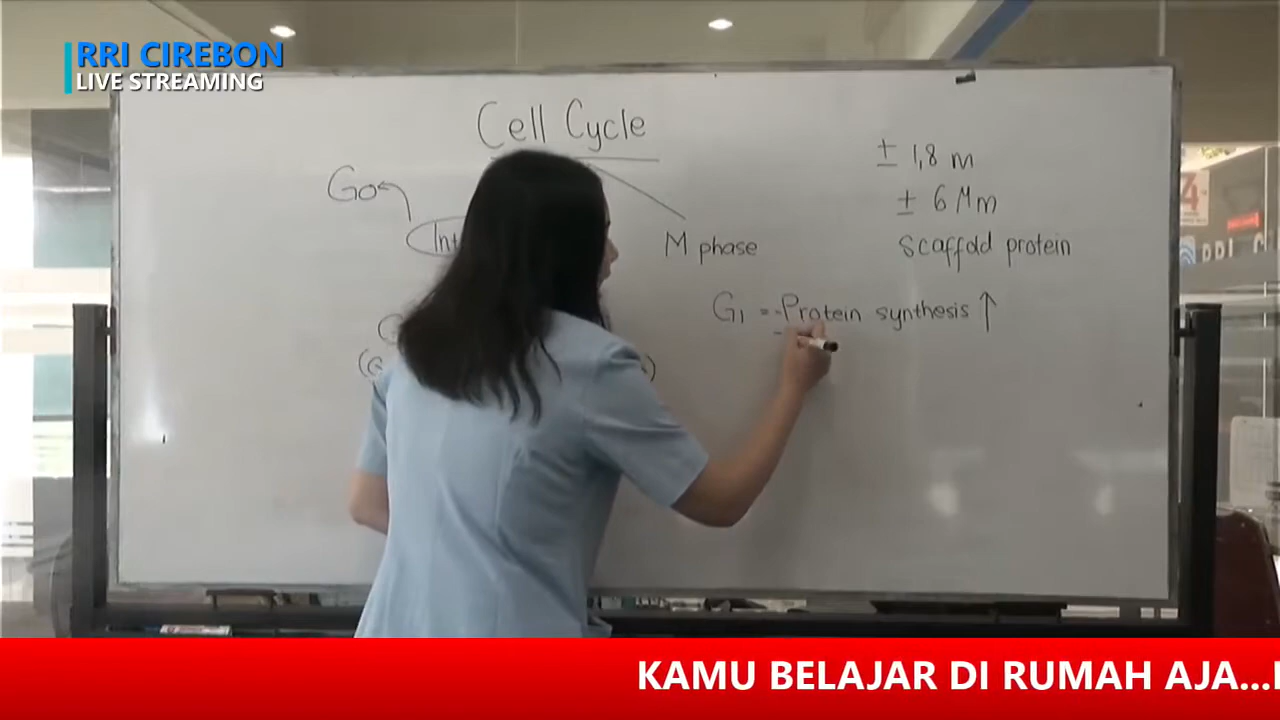 RRI CIREBON
LIVE STREAMING
Cell Cycle
Go
M phase
± 1,8 m
± 6 µm
Scaffold protein
G1 = - Protein synthesis ↑
-
KAMU BELAJAR DI RUMAH AJA...